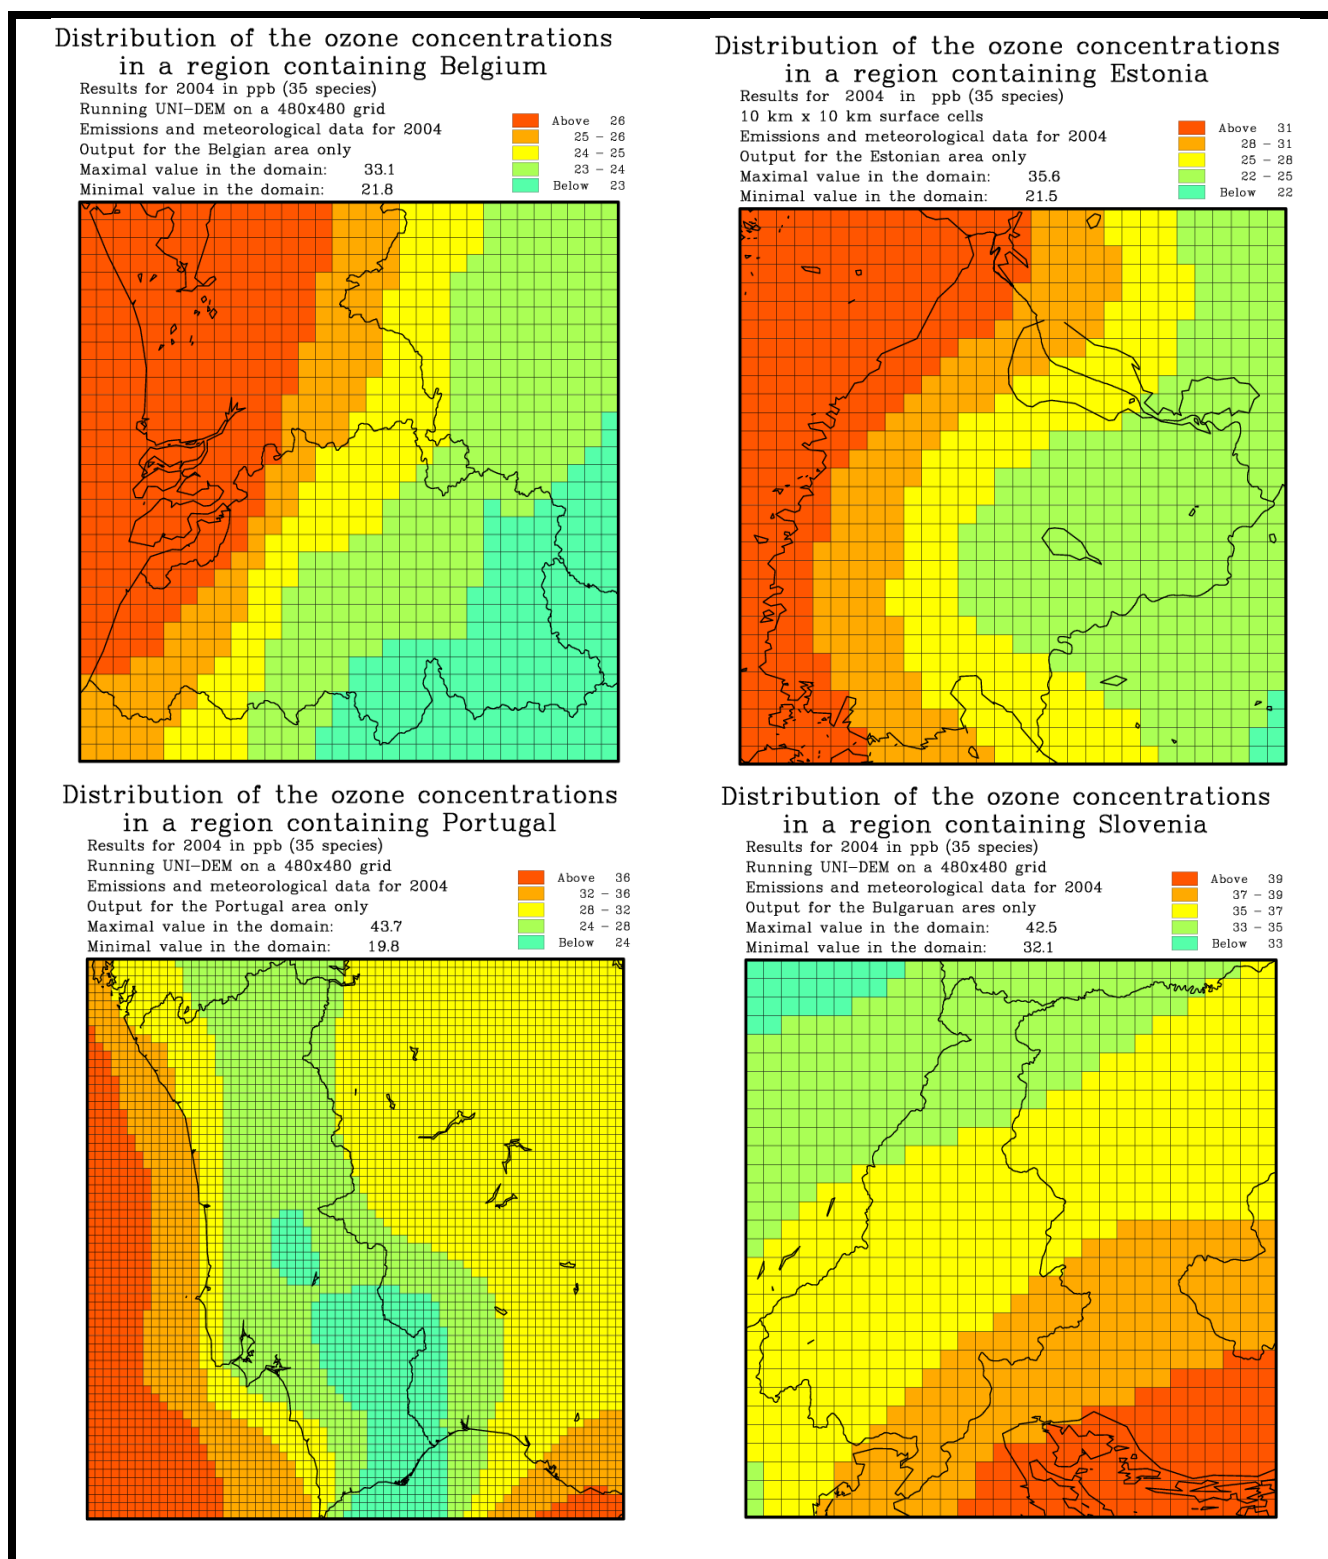 Distribution of the ozone concentrations
in a region containing Belgium
Results for 2004 in ppb (35 species)
Running UNI-DEM on a 480x480 grid
Emissions and meteorological data for 2004
Output for the Belgian area only
Maximal value in the domain: 33.1
Minimal value in the domain: 21.8
Above 26
25 - 26
24 - 25
23 - 24
Below 23
Distribution of the ozone concentrations
in a region containing Estonia
Results for 2004 in ppb (35 species)
10 km x 10 km surface cells
Emissions and meteorological data for 2004
Output for the Estonian area only
Maximal value in the domain: 35.6
Minimal value in the domain: 21.5
Above 31
28 - 31
25 - 28
22 - 25
Below 22
Distribution of the ozone concentrations
in a region containing Portugal
Results for 2004 in ppb (35 species)
Running UNI-DEM on a 480x480 grid
Emissions and meteorological data for 2004
Output for the Portugal area only
Maximal value in the domain: 43.7
Minimal value in the domain: 19.8
Above 36
32 - 36
28 - 32
24 - 28
Below 24
Distribution of the ozone concentrations
in a region containing Slovenia
Results for 2004 in ppb (35 species)
Running UNI-DEM on a 480x480 grid
Emissions and meteorological data for 2004
Output for the Bulgaruan ares only
Maximal value in the domain: 42.5
Minimal value in the domain: 32.1
Above 39
37 - 39
35 - 37
33 - 35
Below 33